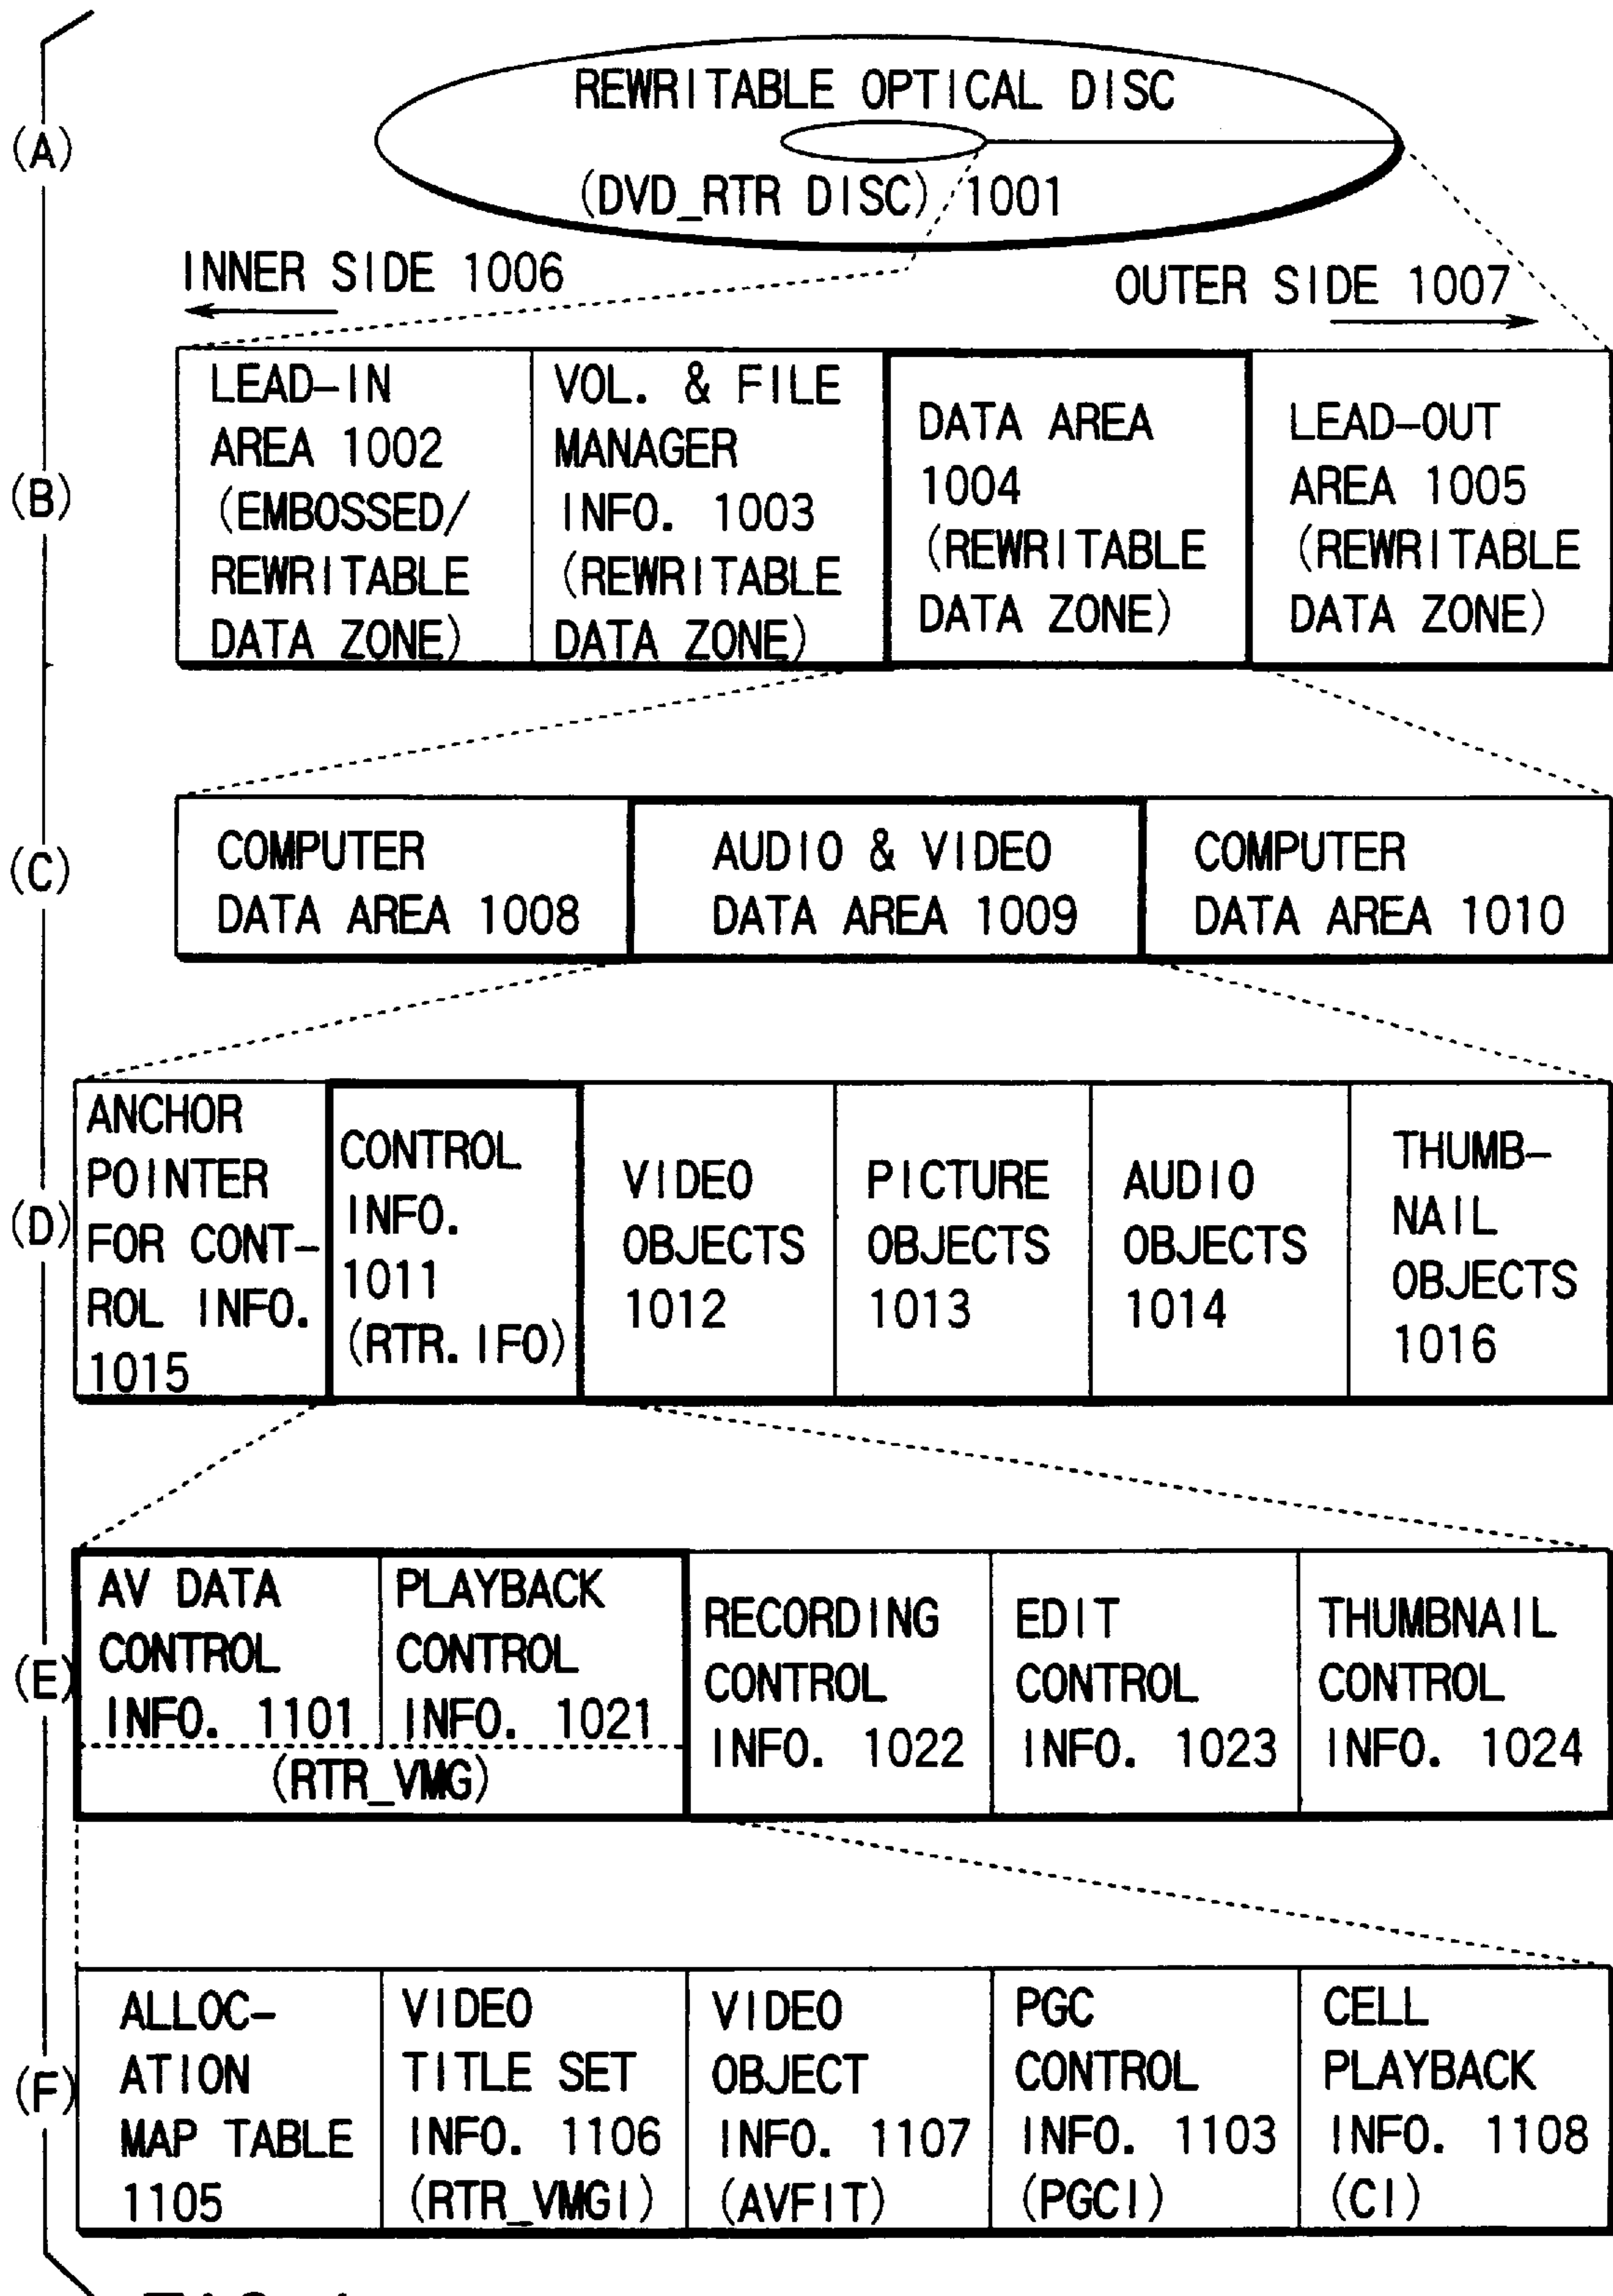 (A)
REWRITABLE OPTICAL DISC
(DVD_RTR DISC) 1001
INNER SIDE 1006
OUTER SIDE 1007
(B)
LEAD-IN
AREA 1002
(EMBOSSED/
REWRITABLE
DATA ZONE)
VOL. & FILE
MANAGER
INFO. 1003
(REWRITABLE
DATA ZONE)
DATA AREA
1004
(REWRITABLE
DATA ZONE)
LEAD-OUT
AREA 1005
(REWRITABLE
DATA ZONE)
(C)
COMPUTER
DATA AREA 1008
AUDIO & VIDEO
DATA AREA 1009
COMPUTER
DATA AREA 1010
(D)
ANCHOR
POINTER
FOR CONT-
ROL INFO.
1015
CONTROL
INFO.
1011
(RTR.IFO)
VIDEO
OBJECTS
1012
PICTURE
OBJECTS
1013
AUDIO
OBJECTS
1014
THUMB-
NAIL
OBJECTS
1016
(E)
AV DATA
CONTROL
INFO. 1101
PLAYBACK
CONTROL
INFO. 1021
(RTR_VMG)
RECORDING
CONTROL
INFO. 1022
EDIT
CONTROL
INFO. 1023
THUMBNAIL
CONTROL
INFO. 1024
(F)
ALLOC-
ATION
MAP TABLE
1105
VIDEO
TITLE SET
INFO. 1106
(RTR_VMGI)
VIDEO
OBJECT
INFO. 1107
(AVFIT)
PGC
CONTROL
INFO. 1103
(PGCI)
CELL
PLAYBACK
INFO. 1108
(CI)